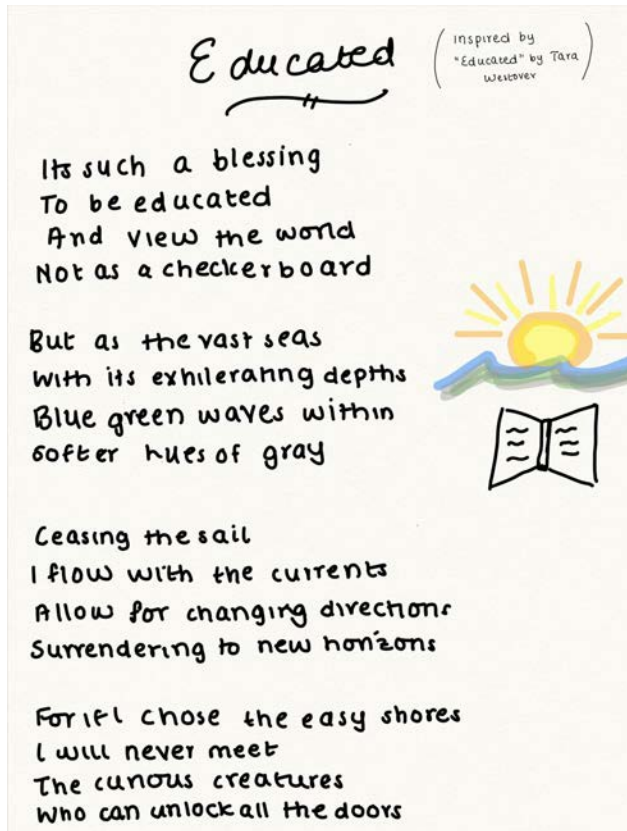 Educated
(Inspired by
"Educated" by Tara
Westover)
Its such a blessing
To be educated
And view the world
Not as a checkerboard
But as the vast seas
With its exhilerating depths
Blue green waves within
Softer hues of gray
Ceasing the sail
I flow with the currents
Allow for changing directions
Surrendering to new horizons
For if I chose the easy shores
I will never meet
The curious creatures
Who can unlock all the doors